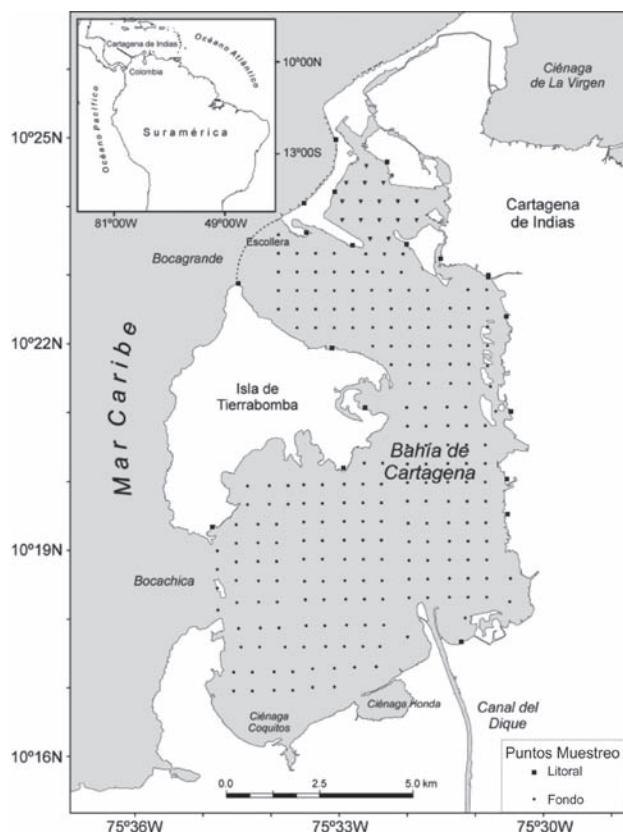 Cartagena de Indias
Colombia
Océano Atlántico
Océano Pacífico
Suramérica
10º00N
13º00S
81º00W
49º00W
Ciénaga
de La Virgen
10º25N
Cartagena
de Indias
Escollera
Bocagrande
10º22N
Mar Caribe
Isla de
Tierrabomba
Bahía de
Cartagena
10º19N
Bocachica
Ciénaga Honda
Ciénaga
Coquitos
Canal del
Dique
10º16N
Puntos Muestreo
Litoral
Fondo
0.0 2.5 5.0 km
75º36W 75º33W 75º30W